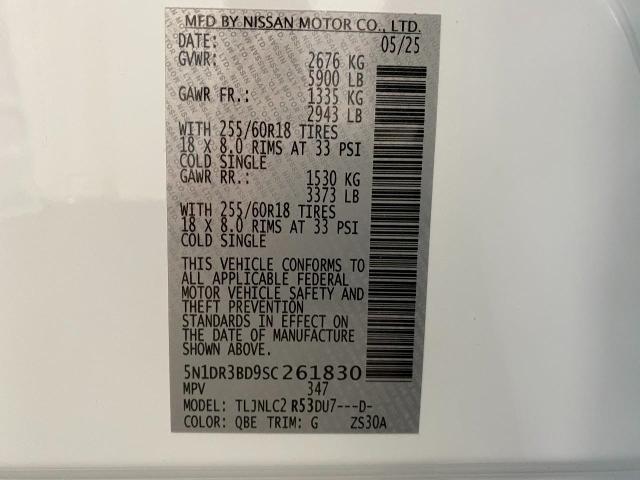 MFD BY NISSAN MOTOR CO., LTD.
DATE: 05/25
GVWR: 2676 KG
5900 LB
GAWR FR.: 1335 KG
2943 LB
WITH 255/60R18 TIRES
18 X 8.0 RIMS AT 33 PSI
COLD SINGLE
GAWR RR.: 1530 KG
3373 LB
WITH 255/60R18 TIRES
18 X 8.0 RIMS AT 33 PSI
COLD SINGLE
THIS VEHICLE CONFORMS TO
ALL APPLICABLE FEDERAL
MOTOR VEHICLE SAFETY AND
THEFT PREVENTION
STANDARDS IN EFFECT ON
THE DATE OF MANUFACTURE
SHOWN ABOVE.
5N1DR3BD9SC261830
MPV 347
MODEL: TLJNLC2 R53DU7---D-
COLOR: QBE TRIM: G ZS30A